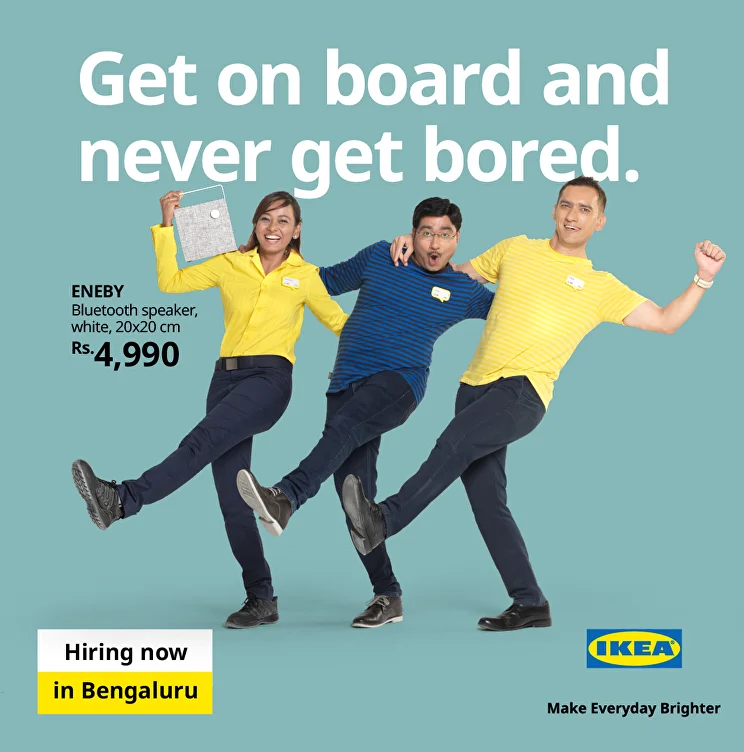 Get on board and
never get bored.
ENEBY
Bluetooth speaker,
white, 20x20 cm
Rs.4,990
Hiring now
in Bengaluru
IKEA
Make Everyday Brighter